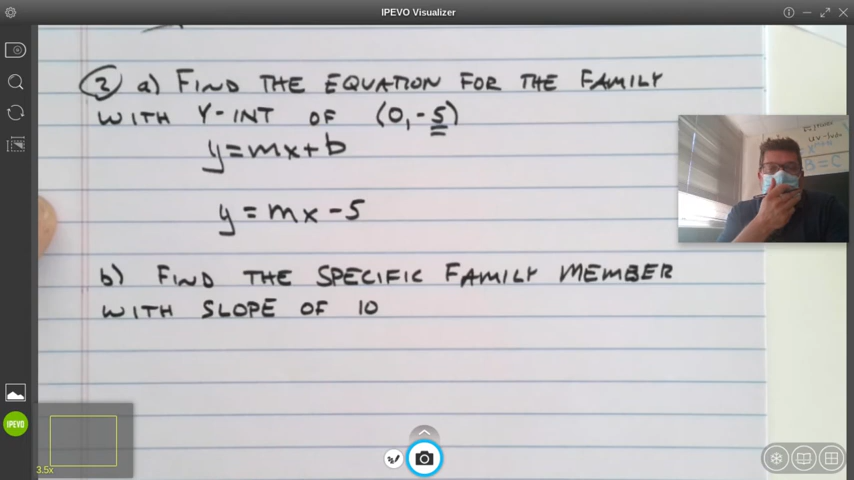 IPEVO Visualizer
2 a) FIND THE EQUATION FOR THE FAMILY
WITH Y-INT OF (0,-5)
y=mx+b
y=mx-5
b) FIND THE SPECIFIC FAMILY MEMBER
WITH SLOPE OF 10
B=C
IPEVO
3.5x